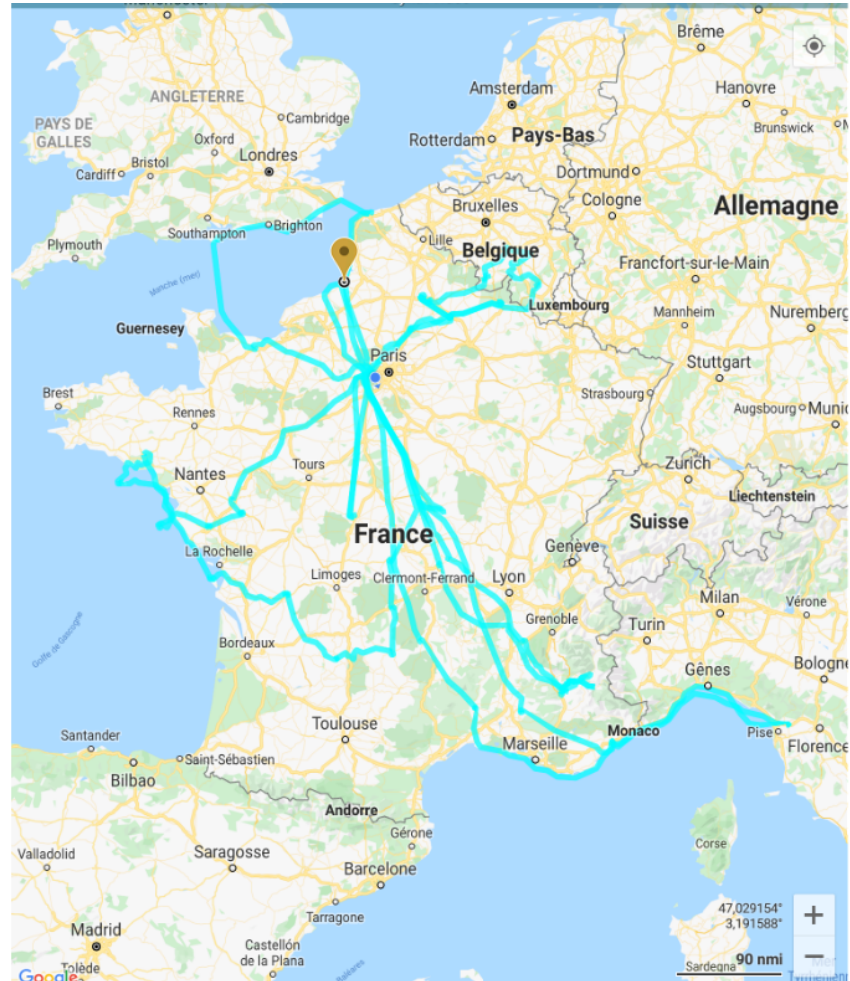 Brême
Amsterdam
Hanovre
ANGLETERRE
Cambridge
PAYS DE
GALLES
Oxford
Rotterdam
Pays-Bas
Brunswick
Bristol
Londres
Cardiff
Dortmund
Bruxelles
Cologne
Allemagne
Southampton
Brighton
Lille
Plymouth
Belgique
Francfort-sur-le-Main
Manche (mer)
Luxembourg
Mannheim
Nuremberg
Guernesey
Paris
Stuttgart
Brest
Strasbourg
Rennes
Augsbourg
Munic
Nantes
Tours
Zurich
Liechtenstein
France
Suisse
La Rochelle
Genève
Limoges
Clermont-Ferrand
Lyon
Milan
Vérone
Grenoble
Turin
Golfe de Gascogne
Bordeaux
Gênes
Bologne
Toulouse
Monaco
Santander
Marseille
Pise
Florence
Saint-Sébastien
Bilbao
Andorre
Gérone
Corse
Valladolid
Saragosse
Barcelone
47,029154°
3,191588°
Tarragone
Madrid
Castellón
de la Plana
Google
Tolède
Sardegna
90 nmi